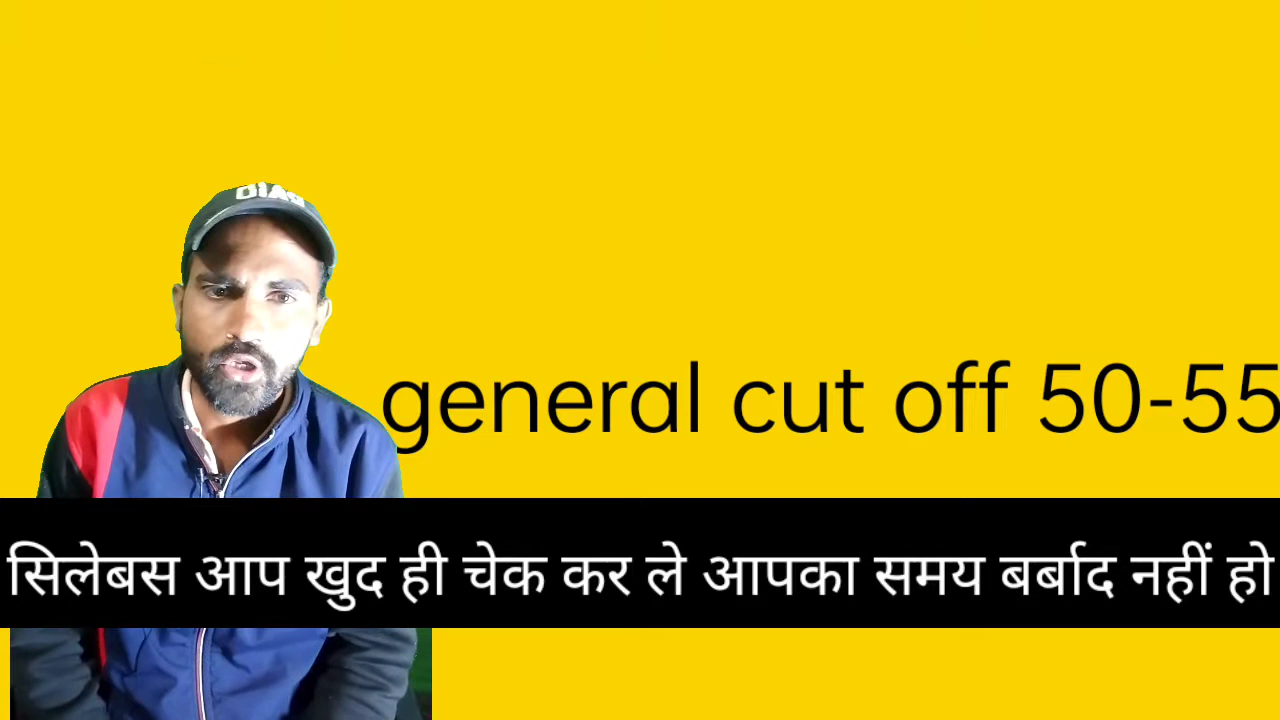 general cut off 50-55
सिलेबस आप खुद ही चेक कर ले आपका समय बर्बाद नहीं हो